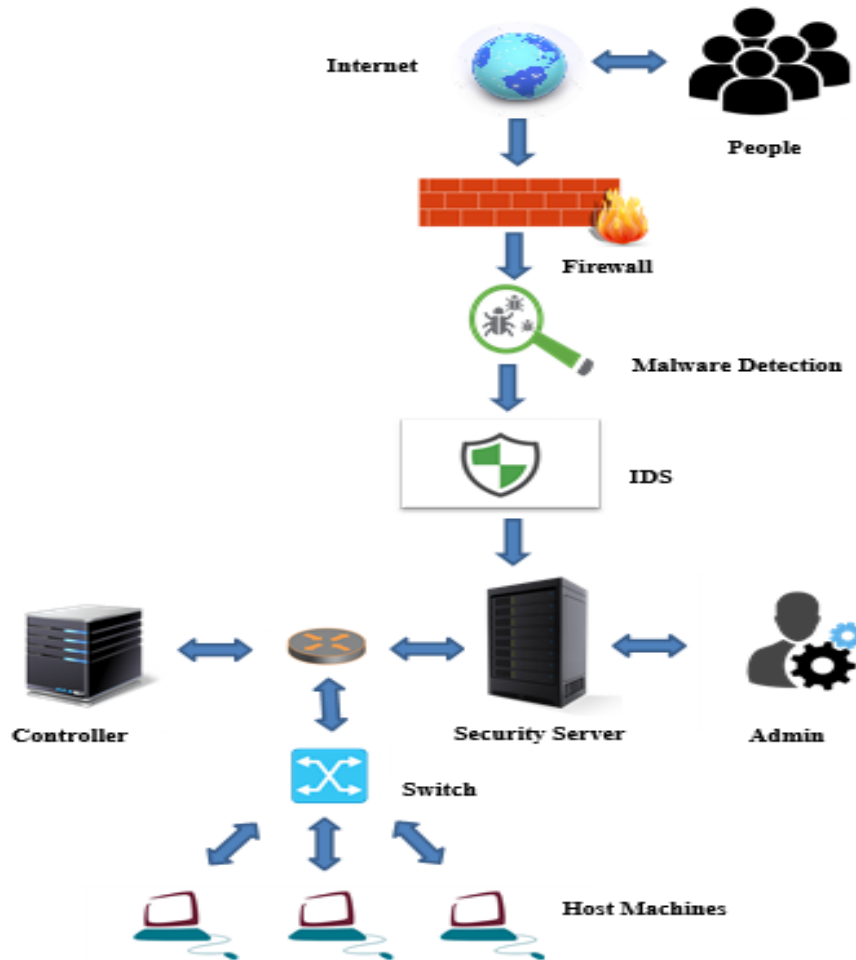 Internet
People
Firewall
Malware Detection
IDS
Controller
Security Server
Admin
Switch
Host Machines